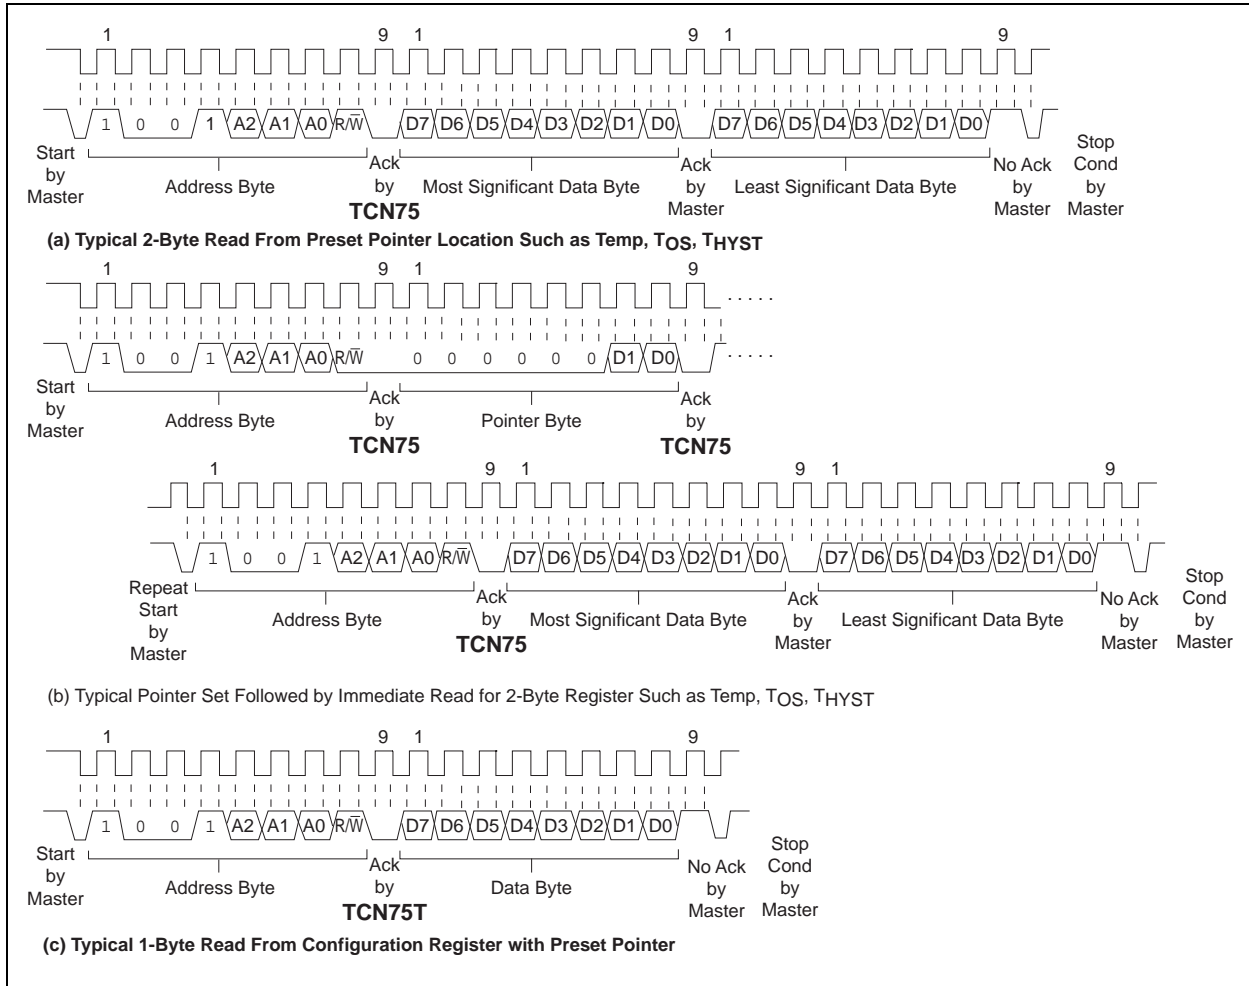 1 9 1 9 1 9
1 0 0 1 A2 A1 A0 R/W̅ D7 D6 D5 D4 D3 D2 D1 D0 D7 D6 D5 D4 D3 D2 D1 D0
Start by Master
Address Byte
Ack by TCN75
Most Significant Data Byte
Ack by Master
Least Significant Data Byte
No Ack by Master
Stop Cond by Master
(a) Typical 2-Byte Read From Preset Pointer Location Such as Temp, TOS, THYST
1 9 1 9 . . . . .
1 0 0 1 A2 A1 A0 R/W̅ 0 0 0 0 0 0 D1 D0 . . . . .
Start by Master
Address Byte
Ack by TCN75
Pointer Byte
Ack by TCN75
1 9 1 9 1 9
1 0 0 1 A2 A1 A0 R/W̅ D7 D6 D5 D4 D3 D2 D1 D0 D7 D6 D5 D4 D3 D2 D1 D0
Repeat Start by Master
Address Byte
Ack by TCN75
Most Significant Data Byte
Ack by Master
Least Significant Data Byte
No Ack by Master
Stop Cond by Master
(b) Typical Pointer Set Followed by Immediate Read for 2-Byte Register Such as Temp, TOS, THYST
1 9 1 9
1 0 0 1 A2 A1 A0 R/W̅ D7 D6 D5 D4 D3 D2 D1 D0
Start by Master
Address Byte
Ack by TCN75T
Data Byte
No Ack by Master
Stop Cond by Master
(c) Typical 1-Byte Read From Configuration Register with Preset Pointer